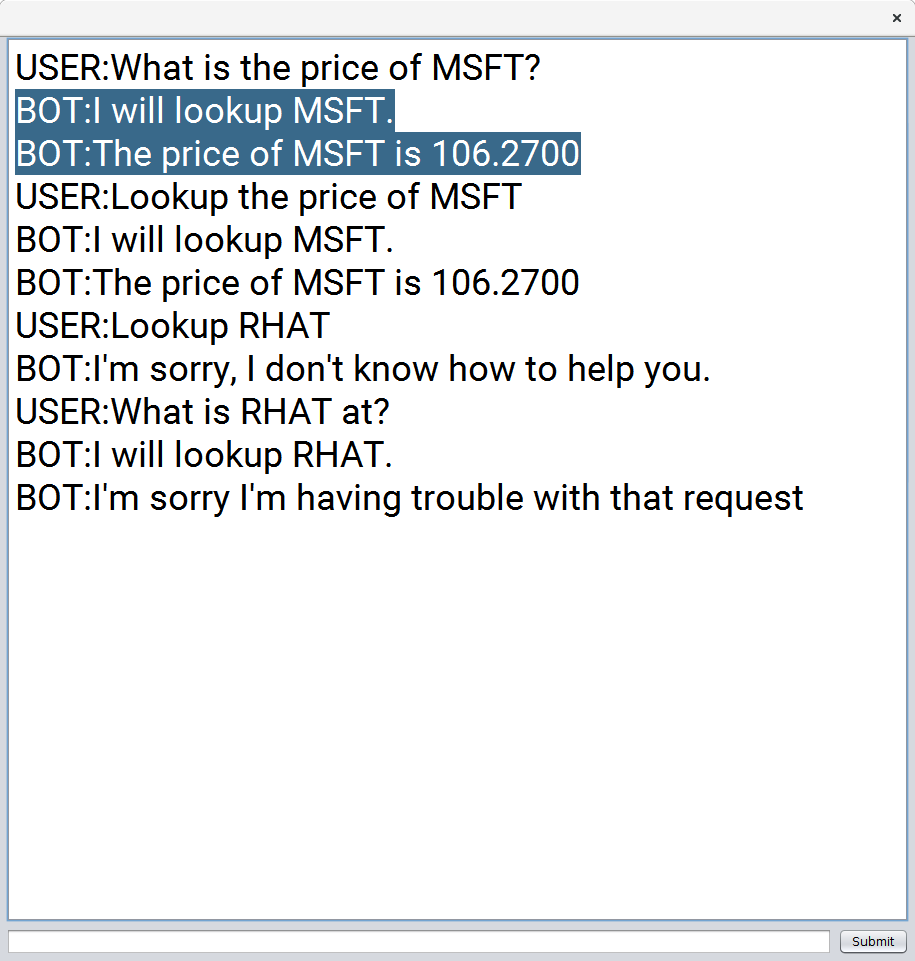 ×
USER:What is the price of MSFT?
BOT:I will lookup MSFT.
BOT:The price of MSFT is 106.2700
USER:Lookup the price of MSFT
BOT:I will lookup MSFT.
BOT:The price of MSFT is 106.2700
USER:Lookup RHAT
BOT:I'm sorry, I don't know how to help you.
USER:What is RHAT at?
BOT:I will lookup RHAT.
BOT:I'm sorry I'm having trouble with that request
Submit